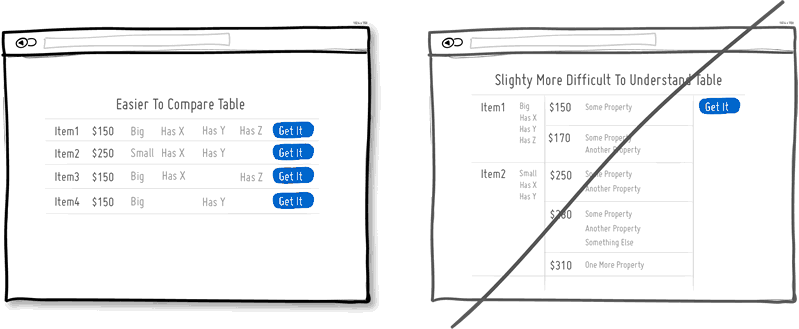 Easier To Compare Table
Item1 $150 Big Has X Has Y Has Z Get It
Item2 $250 Small Has X Has Y Get It
Item3 $150 Big Has X Has Z Get It
Item4 $150 Big Has Y Get It
Slighty More Difficult To Understand Table
Item1
Big
Has X
Has Y
Has Z
$150 Some Property
Get It
$170 Some Property
Another Property
Item2
Small
Has X
Has Y
$250 Some Property
Another Property
Some Property
Another Property
Something Else
$310 One More Property